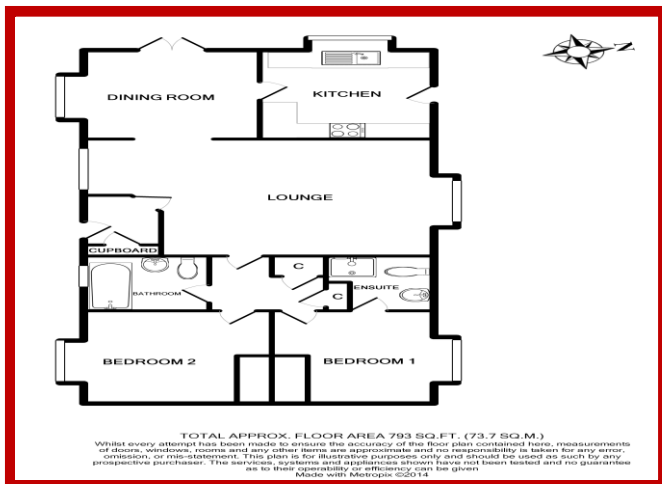 N
DINING ROOM
KITCHEN
LOUNGE
CUPBOARD
C
ENSUITE
BATHROOM
C
BEDROOM 2
BEDROOM 1
TOTAL APPROX. FLOOR AREA 793 SQ.FT. (73.7 SQ.M.)
Whilst every attempt has been made to ensure the accuracy of the floor plan contained here, measurements
of doors, windows, rooms and any other items are approximate and no responsibility is taken for any error,
omission, or mis-statement. This plan is for illustrative purposes only and should be used as such by any
prospective purchaser. The services, systems and appliances shown have not been tested and no guarantee
as to their operability or efficiency can be given
Made with Metropix ©2014